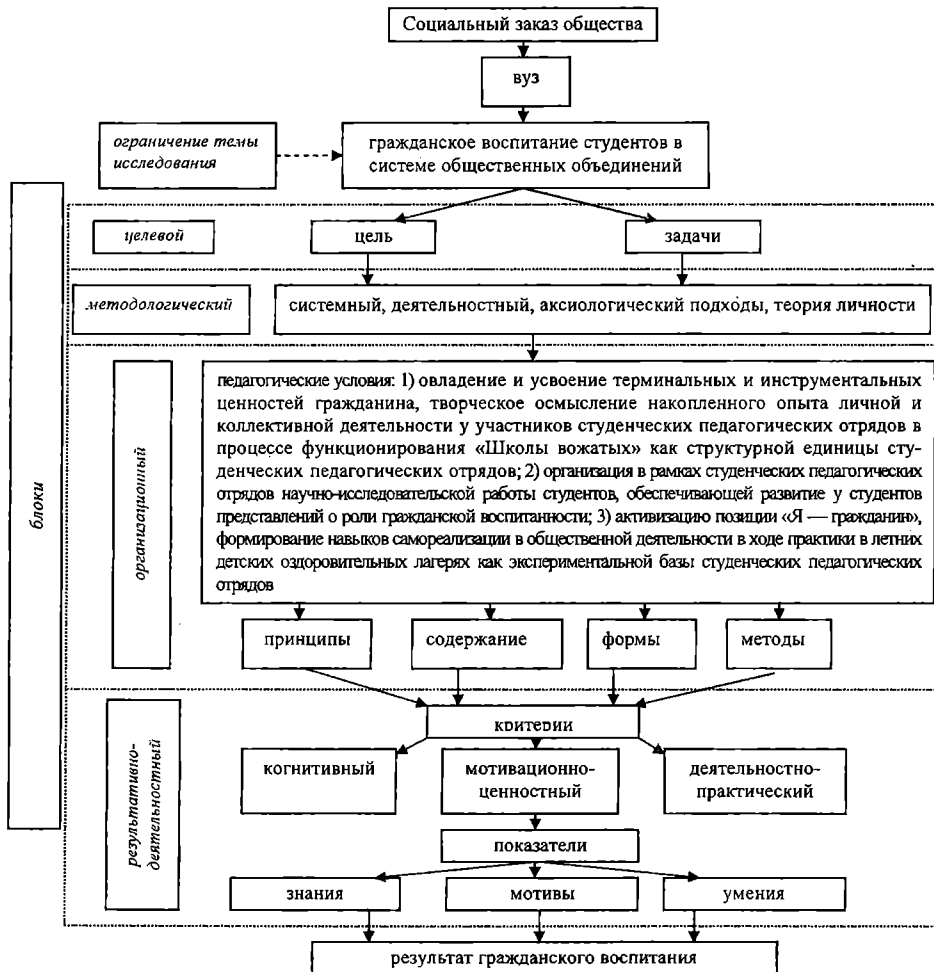 Социальный заказ общества
вуз
ограничение темы
исследования
гражданское воспитание студентов в
системе общественных объединений
блоки
целевой
цель
задачи
методологический
системный, деятельностный, аксиологический подходы, теория личности
организационный
педагогические условия: 1) овладение и усвоение терминальных и инструментальных
ценностей гражданина, творческое осмысление накопленного опыта личной и
коллективной деятельности у участников студенческих педагогических отрядов в
процессе функционирования «Школы вожатых» как структурной единицы сту-
денческих педагогических отрядов; 2) организация в рамках студенческих педагогических
отрядов научно-исследовательской работы студентов, обеспечивающей развитие у студентов
представлений о роли гражданской воспитанности; 3) активизацию позиции «Я — гражданин»,
формирование навыков самореализации в общественной деятельности в ходе практики в летних
детских оздоровительных лагерях как экспериментальной базы студенческих педагогических
отрядов
принципы
содержание
формы
методы
результативно-
деятельностный
критерии
когнитивный
мотивационно-
ценностный
деятельностно-
практический
показатели
знания
мотивы
умения
результат гражданского воспитания